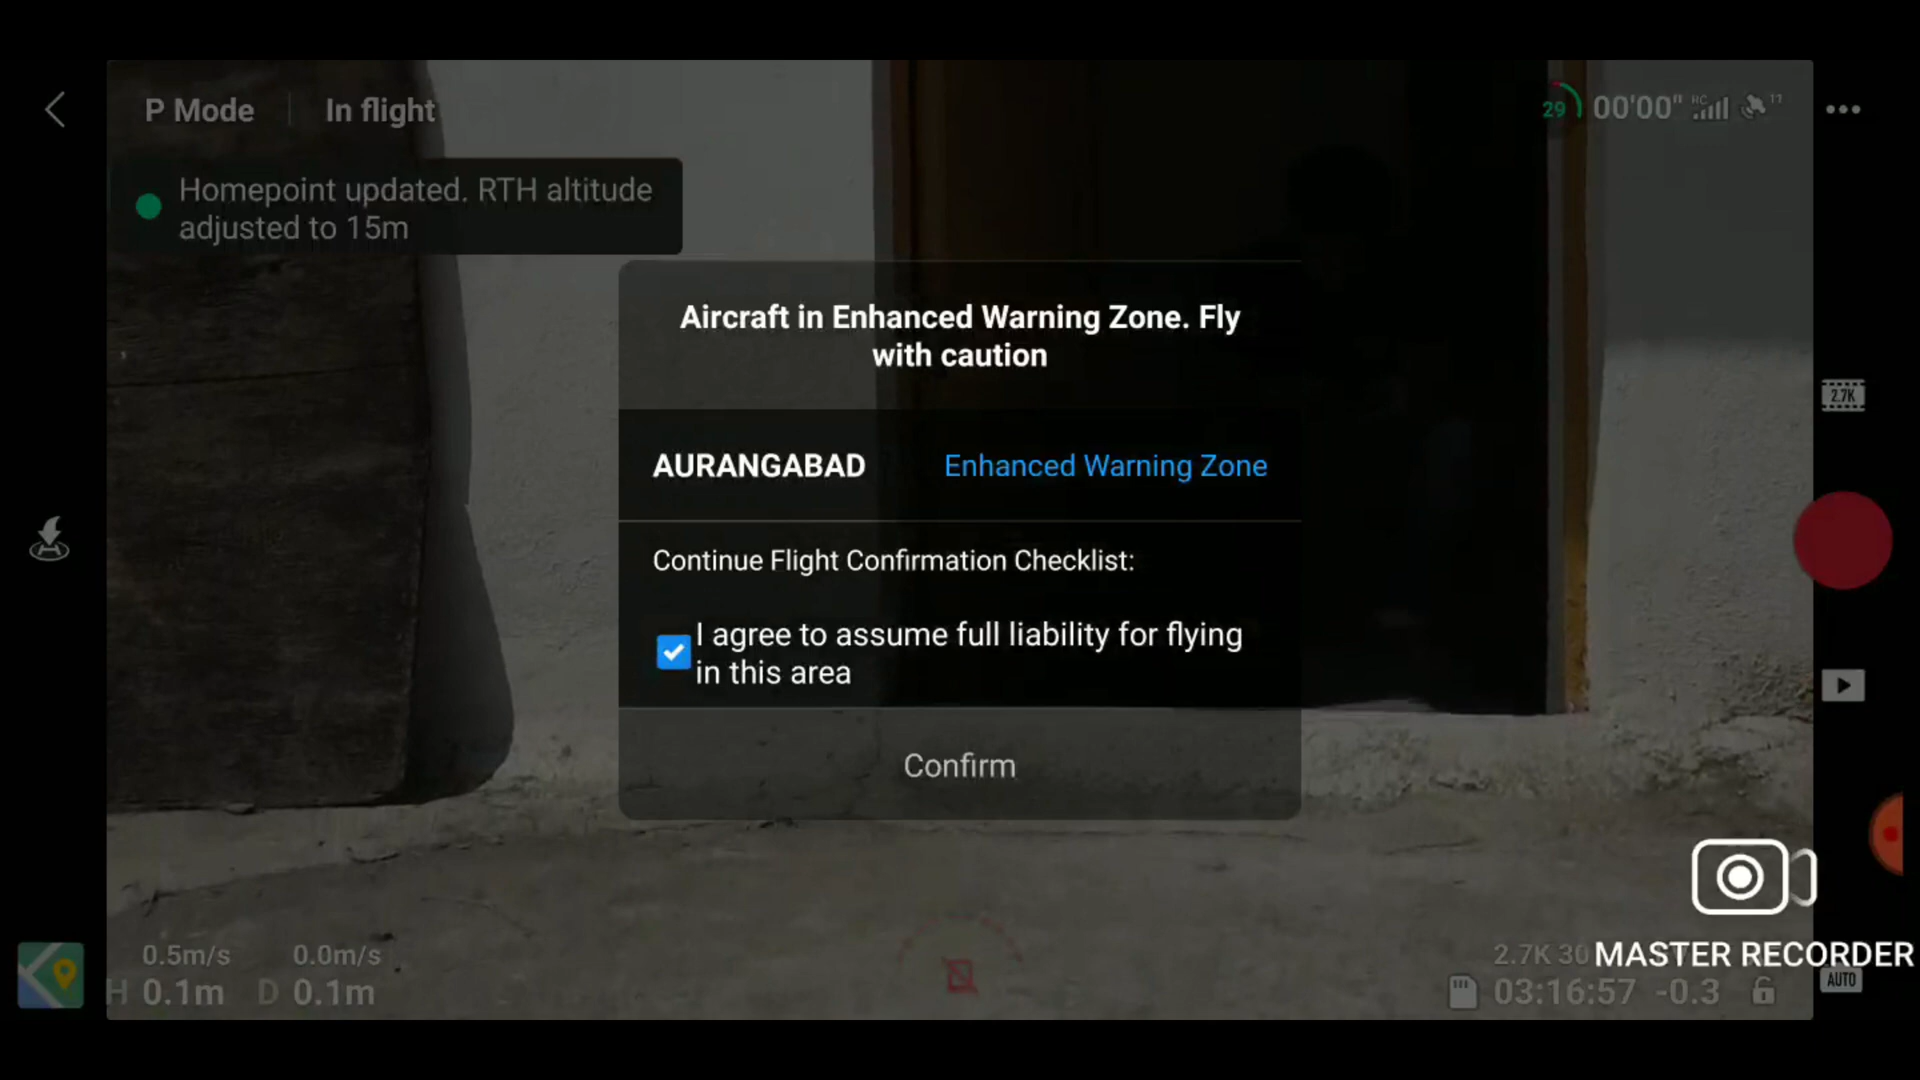 P Mode In flight
29 00'00" RC 17
Homepoint updated. RTH altitude
adjusted to 15m
Aircraft in Enhanced Warning Zone. Fly
with caution
2.7K
AURANGABAD Enhanced Warning Zone
Continue Flight Confirmation Checklist:
I agree to assume full liability for flying
in this area
Confirm
0.5m/s 0.0m/s
2.7K 30
MASTER RECORDER
H 0.1m D 0.1m
03:16:57 -0.3
AUTO